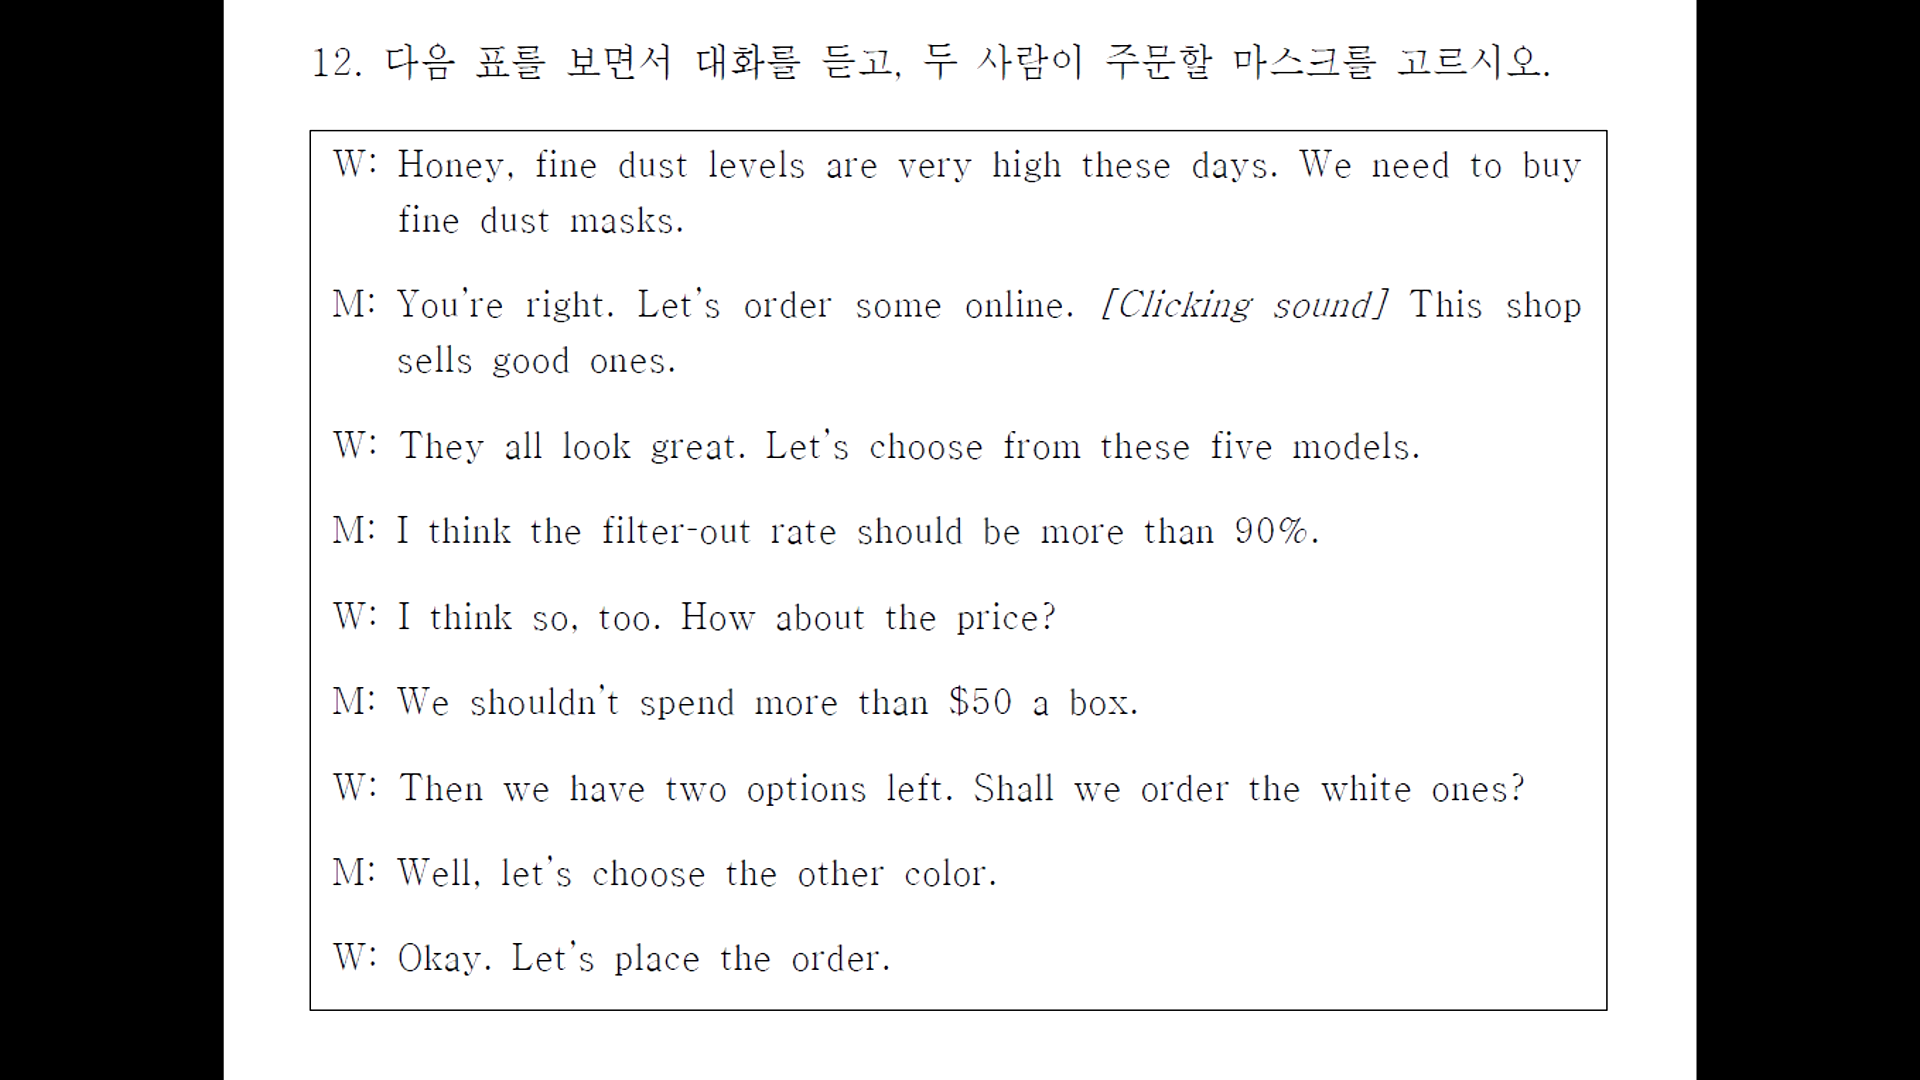 12. 다음 표를 보면서 대화를 듣고, 두 사람이 주문할 마스크를 고르시오.
W: Honey, fine dust levels are very high these days. We need to buy
fine dust masks.
M: You're right. Let's order some online. [Clicking sound] This shop
sells good ones.
W: They all look great. Let's choose from these five models.
M: I think the filter-out rate should be more than 90%.
W: I think so, too. How about the price?
M: We shouldn't spend more than $50 a box.
W: Then we have two options left. Shall we order the white ones?
M: Well, let's choose the other color.
W: Okay. Let's place the order.